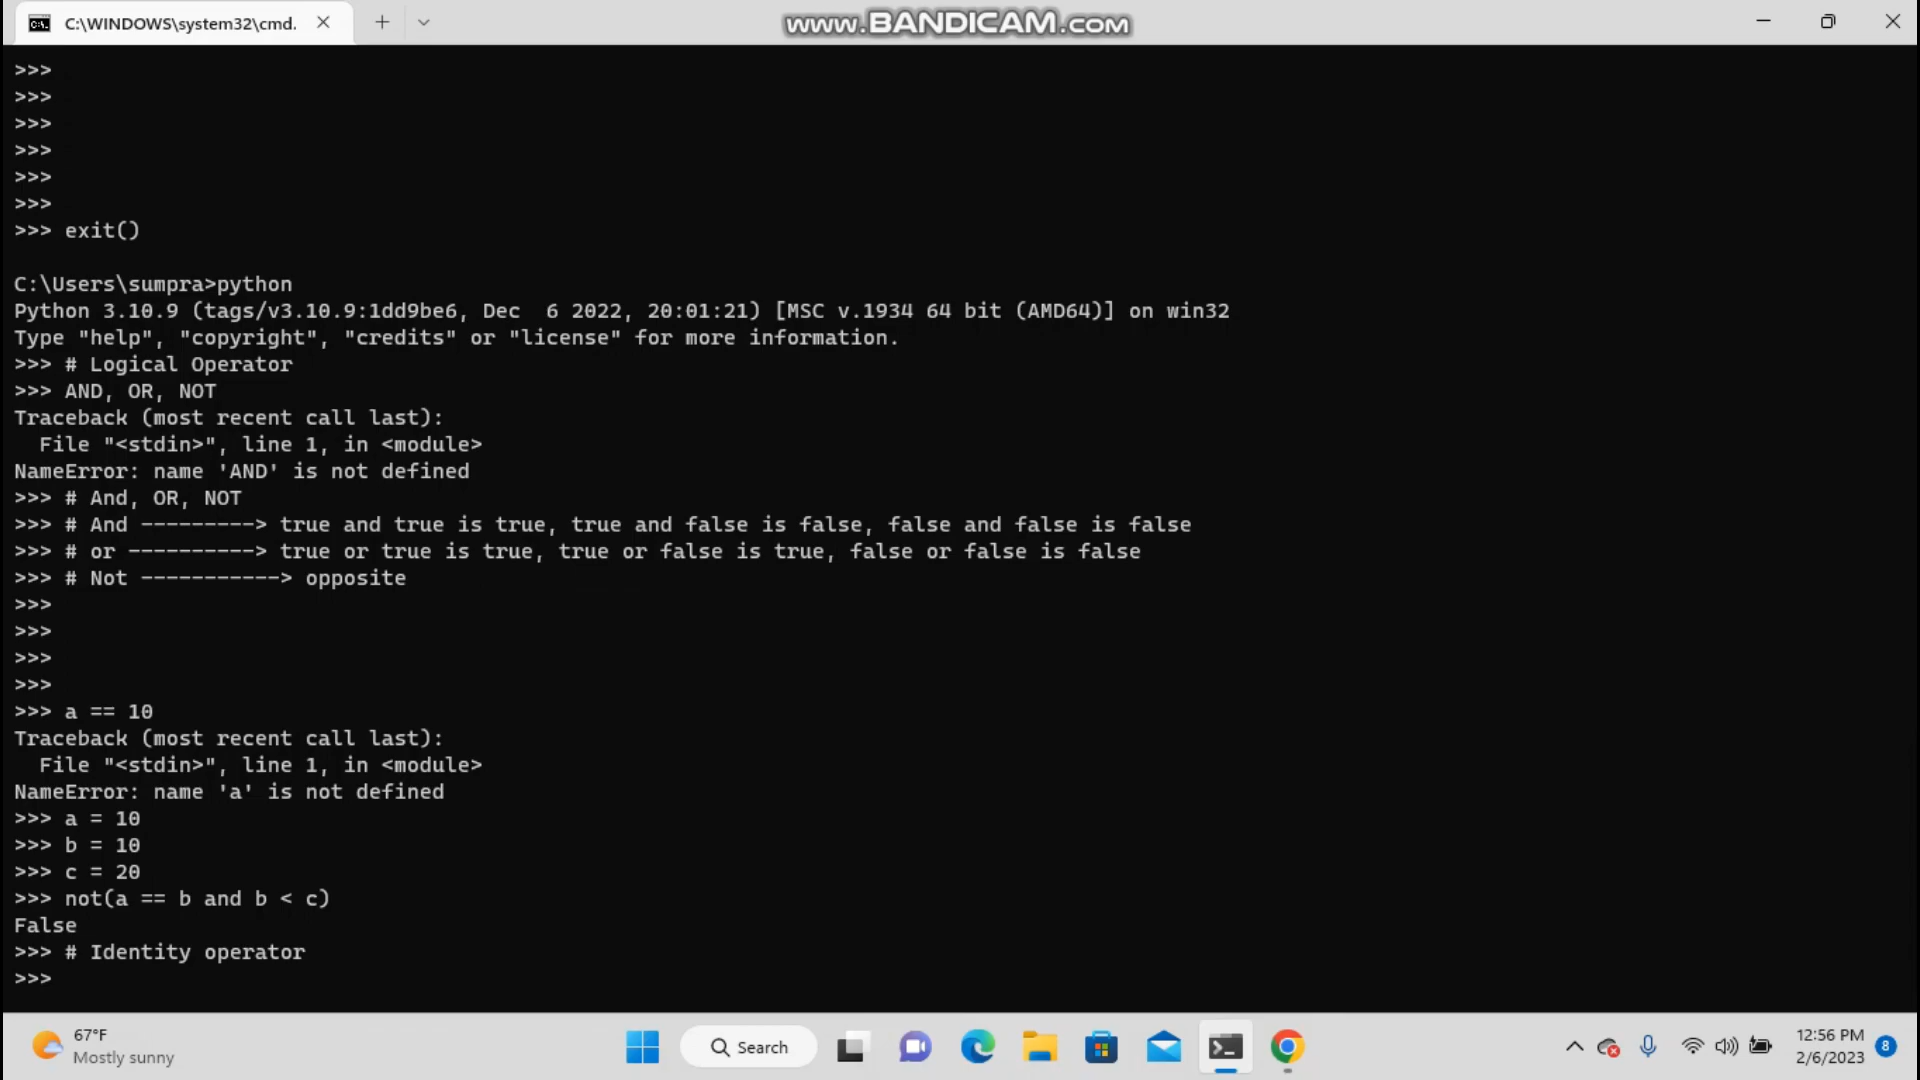 C:\WINDOWS\system32\cmd.
www.BANDICAM.com
>>>
>>>
>>>
>>>
>>>
>>>
>>> exit()
C:\Users\sumpra>python
Python 3.10.9 (tags/v3.10.9:1dd9be6, Dec  6 2022, 20:01:21) [MSC v.1934 64 bit (AMD64)] on win32
Type "help", "copyright", "credits" or "license" for more information.
>>> # Logical Operator
>>> AND, OR, NOT
Traceback (most recent call last):
  File "<stdin>", line 1, in <module>
NameError: name 'AND' is not defined
>>> # And, OR, NOT
>>> # And ---------> true and true is true, true and false is false, false and false is false
>>> # or ----------> true or true is true, true or false is true, false or false is false
>>> # Not -----------> opposite
>>>
>>>
>>>
>>>
>>> a == 10
Traceback (most recent call last):
  File "<stdin>", line 1, in <module>
NameError: name 'a' is not defined
>>> a = 10
>>> b = 10
>>> c = 20
>>> not(a == b and b < c)
False
>>> # Identity operator
>>>
67°F
Mostly sunny
Search
12:56 PM
2/6/2023
8